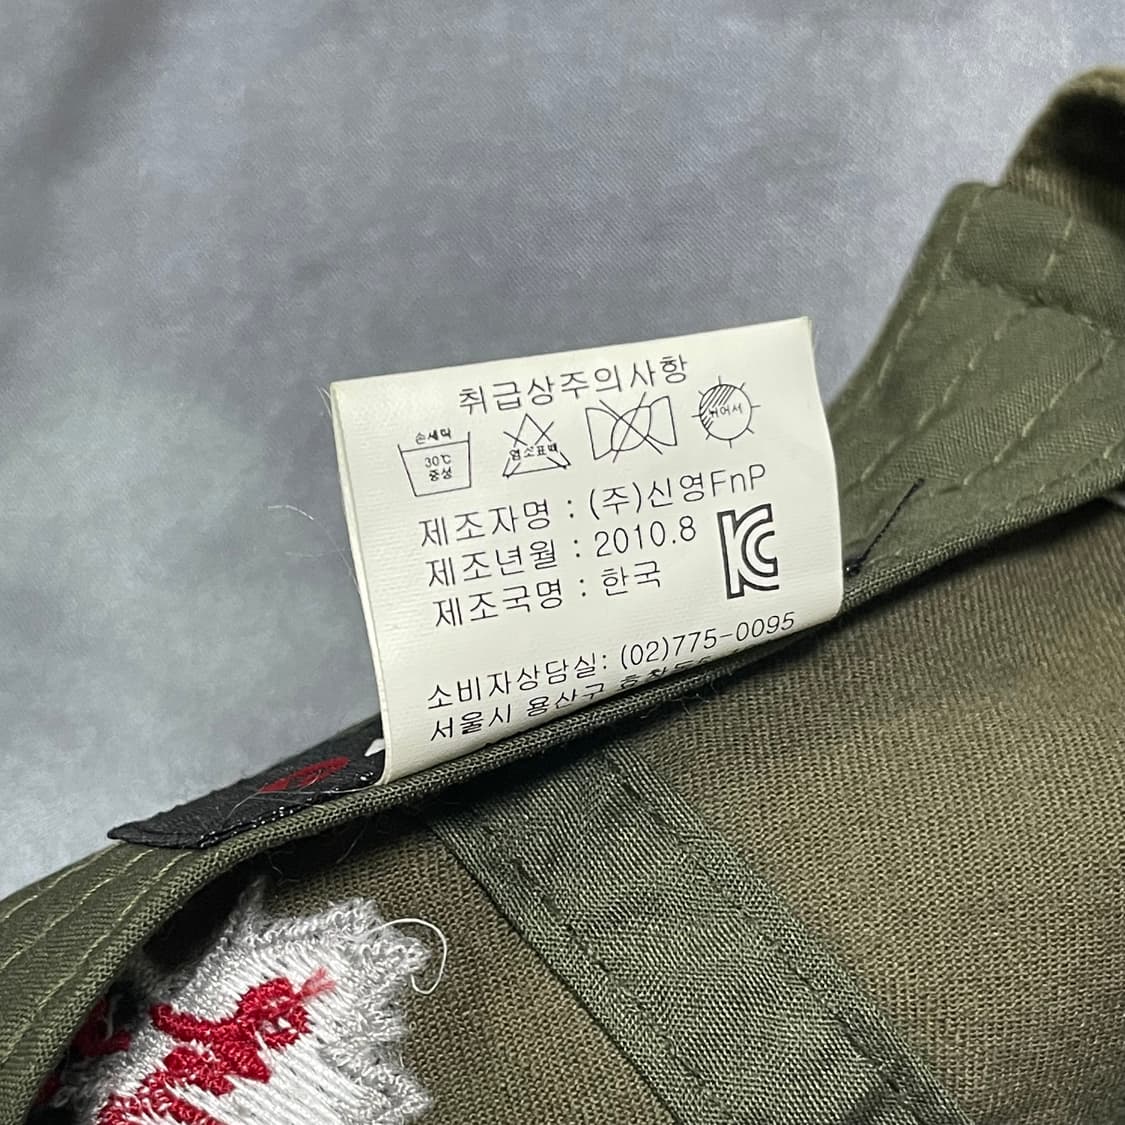 취급상주의사항
손세탁
30℃
중성
염소표백
뉘어서
제조자명 : (주)신영FnP
제조년월 : 2010.8
제조국명 : 한국
소비자상담실: (02)775-0095
서울시 용산구